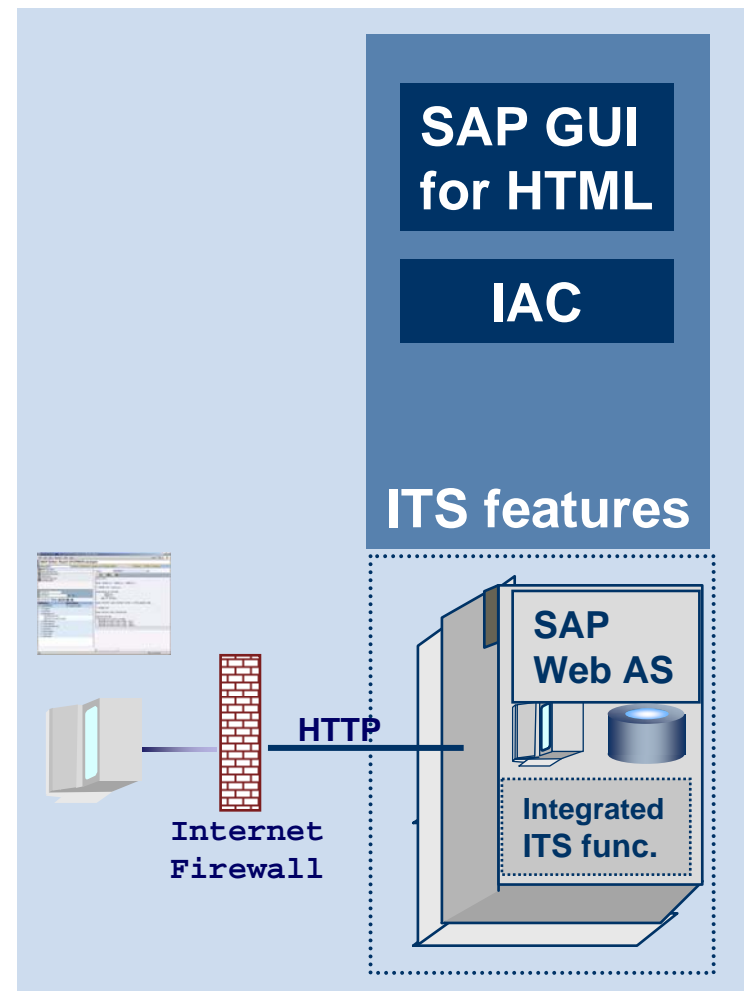 SAP GUI
for HTML
IAC
ITS features
SAP
Web AS
HTTP
Integrated
ITS func.
Internet
Firewall